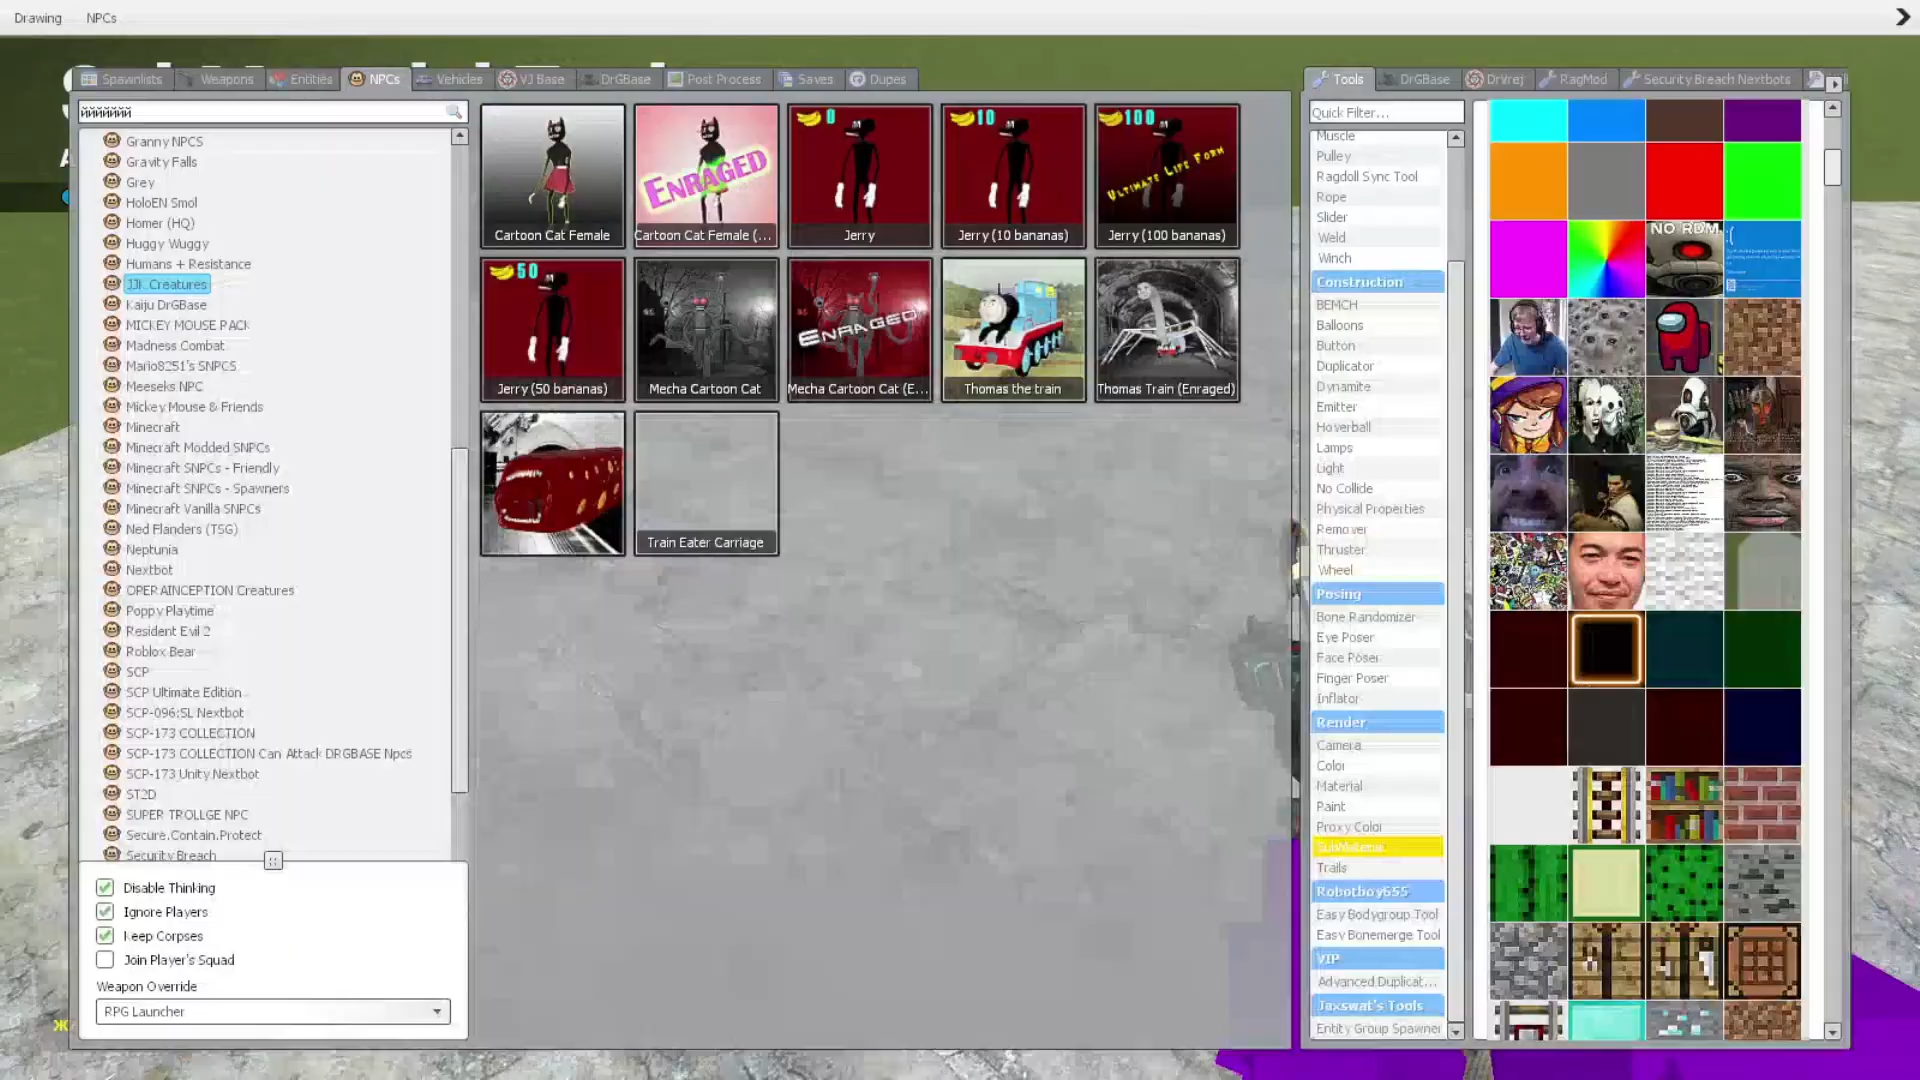 Drawing NPCs
Spawnlists Weapons Entities NPCs Vehicles VJ Base DrGBase Post Process Saves Dupes
йййййййй
Granny NPCS
Gravity Falls
Grey
HoloEN Smol
Homer (HQ)
Huggy Wuggy
Humans + Resistance
JJK Creatures
Kaiju DrGBase
MICKEY MOUSE PACK
Madness Combat
Mario8251's SNPCS
Meeseks NPC
Mickey Mouse & Friends
Minecraft
Minecraft Modded SNPCs
Minecraft SNPCs - Friendly
Minecraft SNPCs - Spawners
Minecraft Vanilla SNPCs
Ned Flanders (TSG)
Neptunia
Nextbot
OPERAINCEPTION Creatures
Poppy Playtime
Resident Evil 2
Roblox Bear
SCP
SCP Ultimate Edition
SCP-096:SL Nextbot
SCP-173 COLLECTION
SCP-173 COLLECTION Can Attack DRGBASE Npcs
SCP-173 Unity Nextbot
ST2D
SUPER TROLLGE NPC
Secure.Contain.Protect
Security Breach
Disable Thinking
Ignore Players
Keep Corpses
Join Player's Squad
Weapon Override
RPG Launcher
Ж
ENRAGED
0
10
100
ULTIMATE LIFE FORM
Cartoon Cat Female
Cartoon Cat Female (...
Jerry
Jerry (10 bananas)
Jerry (100 bananas)
50
ENRAGED
Jerry (50 bananas)
Mecha Cartoon Cat
Mecha Cartoon Cat (E...
Thomas the train
Thomas Train (Enraged)
Train Eater Carriage
Tools DrGBase DrVrej RagMod Security Breach Nextbots
Quick Filter...
Muscle
Pulley
Ragdoll Sync Tool
Rope
Slider
Weld
Winch
Construction
BEMCH
Balloons
Button
Duplicator
Dynamite
Emitter
Hoverball
Lamps
Light
No Collide
Physical Properties
Remover
Thruster
Wheel
Posing
Bone Randomizer
Eye Poser
Face Poser
Finger Poser
Inflator
Render
Camera
Color
Material
Paint
Proxy Color
SubMaterial
Trails
Robotboy655
Easy Bodygroup Tool
Easy Bonemerge Tool
VIP
Advanced Duplicat...
Jaxswat's Tools
Entity Group Spawner
NO RDM
:(